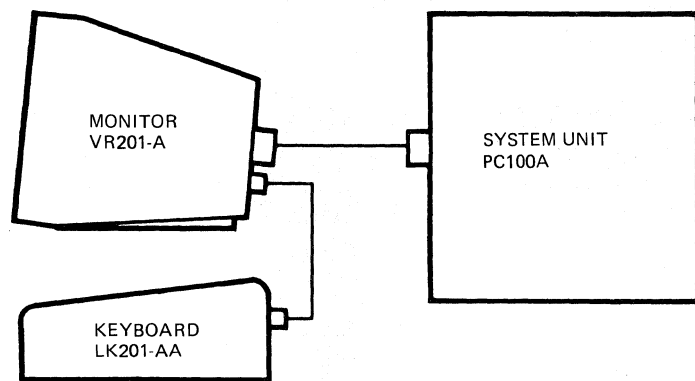 MONITOR
VR201-A
SYSTEM UNIT
PC100A
KEYBOARD
LK201-AA